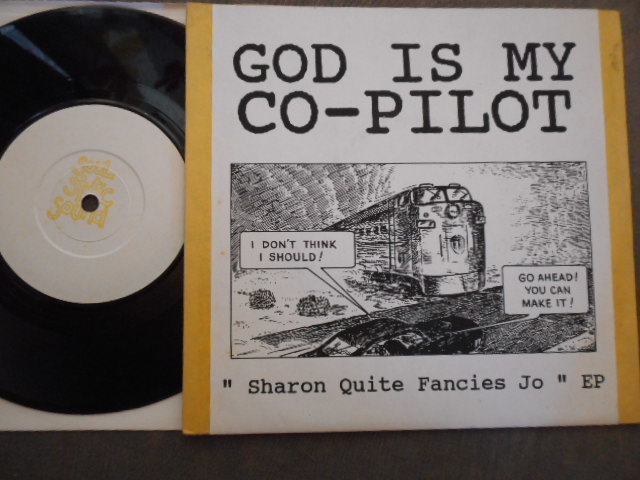 GOD IS MY
CO-PILOT
I DON'T THINK
I SHOULD!
GO AHEAD!
YOU CAN
MAKE IT!
" Sharon Quite Fancies Jo " EP